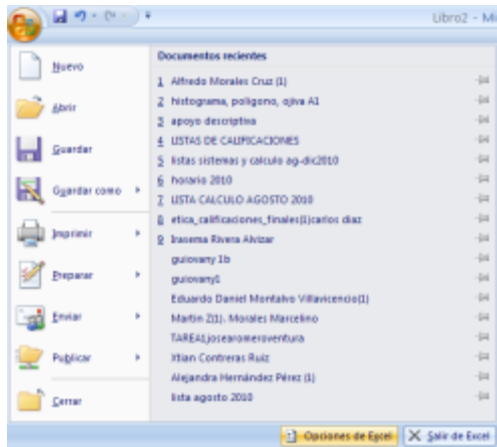 Libro2 - Mi
Nuevo
Abrir
Guardar
Guardar como
Imprimir
Preparar
Enviar
Publicar
Cerrar
Documentos recientes
1 Alfredo Morales Cruz (1)
2 histograma, poligono, ojiva A1
3 apoyo descriptiva
4 LISTAS DE CALIFICACIONES
5 listas sistemas y calculo ag-dic2010
6 horario 2010
7 LISTA CALCULO AGOSTO 2010
8 etica_calificaciones_finales(1)carlos diaz
9 Irasema Rivera Alvizar
guiovany 1b
guiovany1
Eduardo Daniel Montalvo Villavicencio(1)
Martin Z(1). Morales Marcelino
TAREA1josearomeroventura
Xtian Contreras Ruiz
Alejandra Hernández Pérez (1)
lista agosto 2010
Opciones de Excel
Salir de Excel